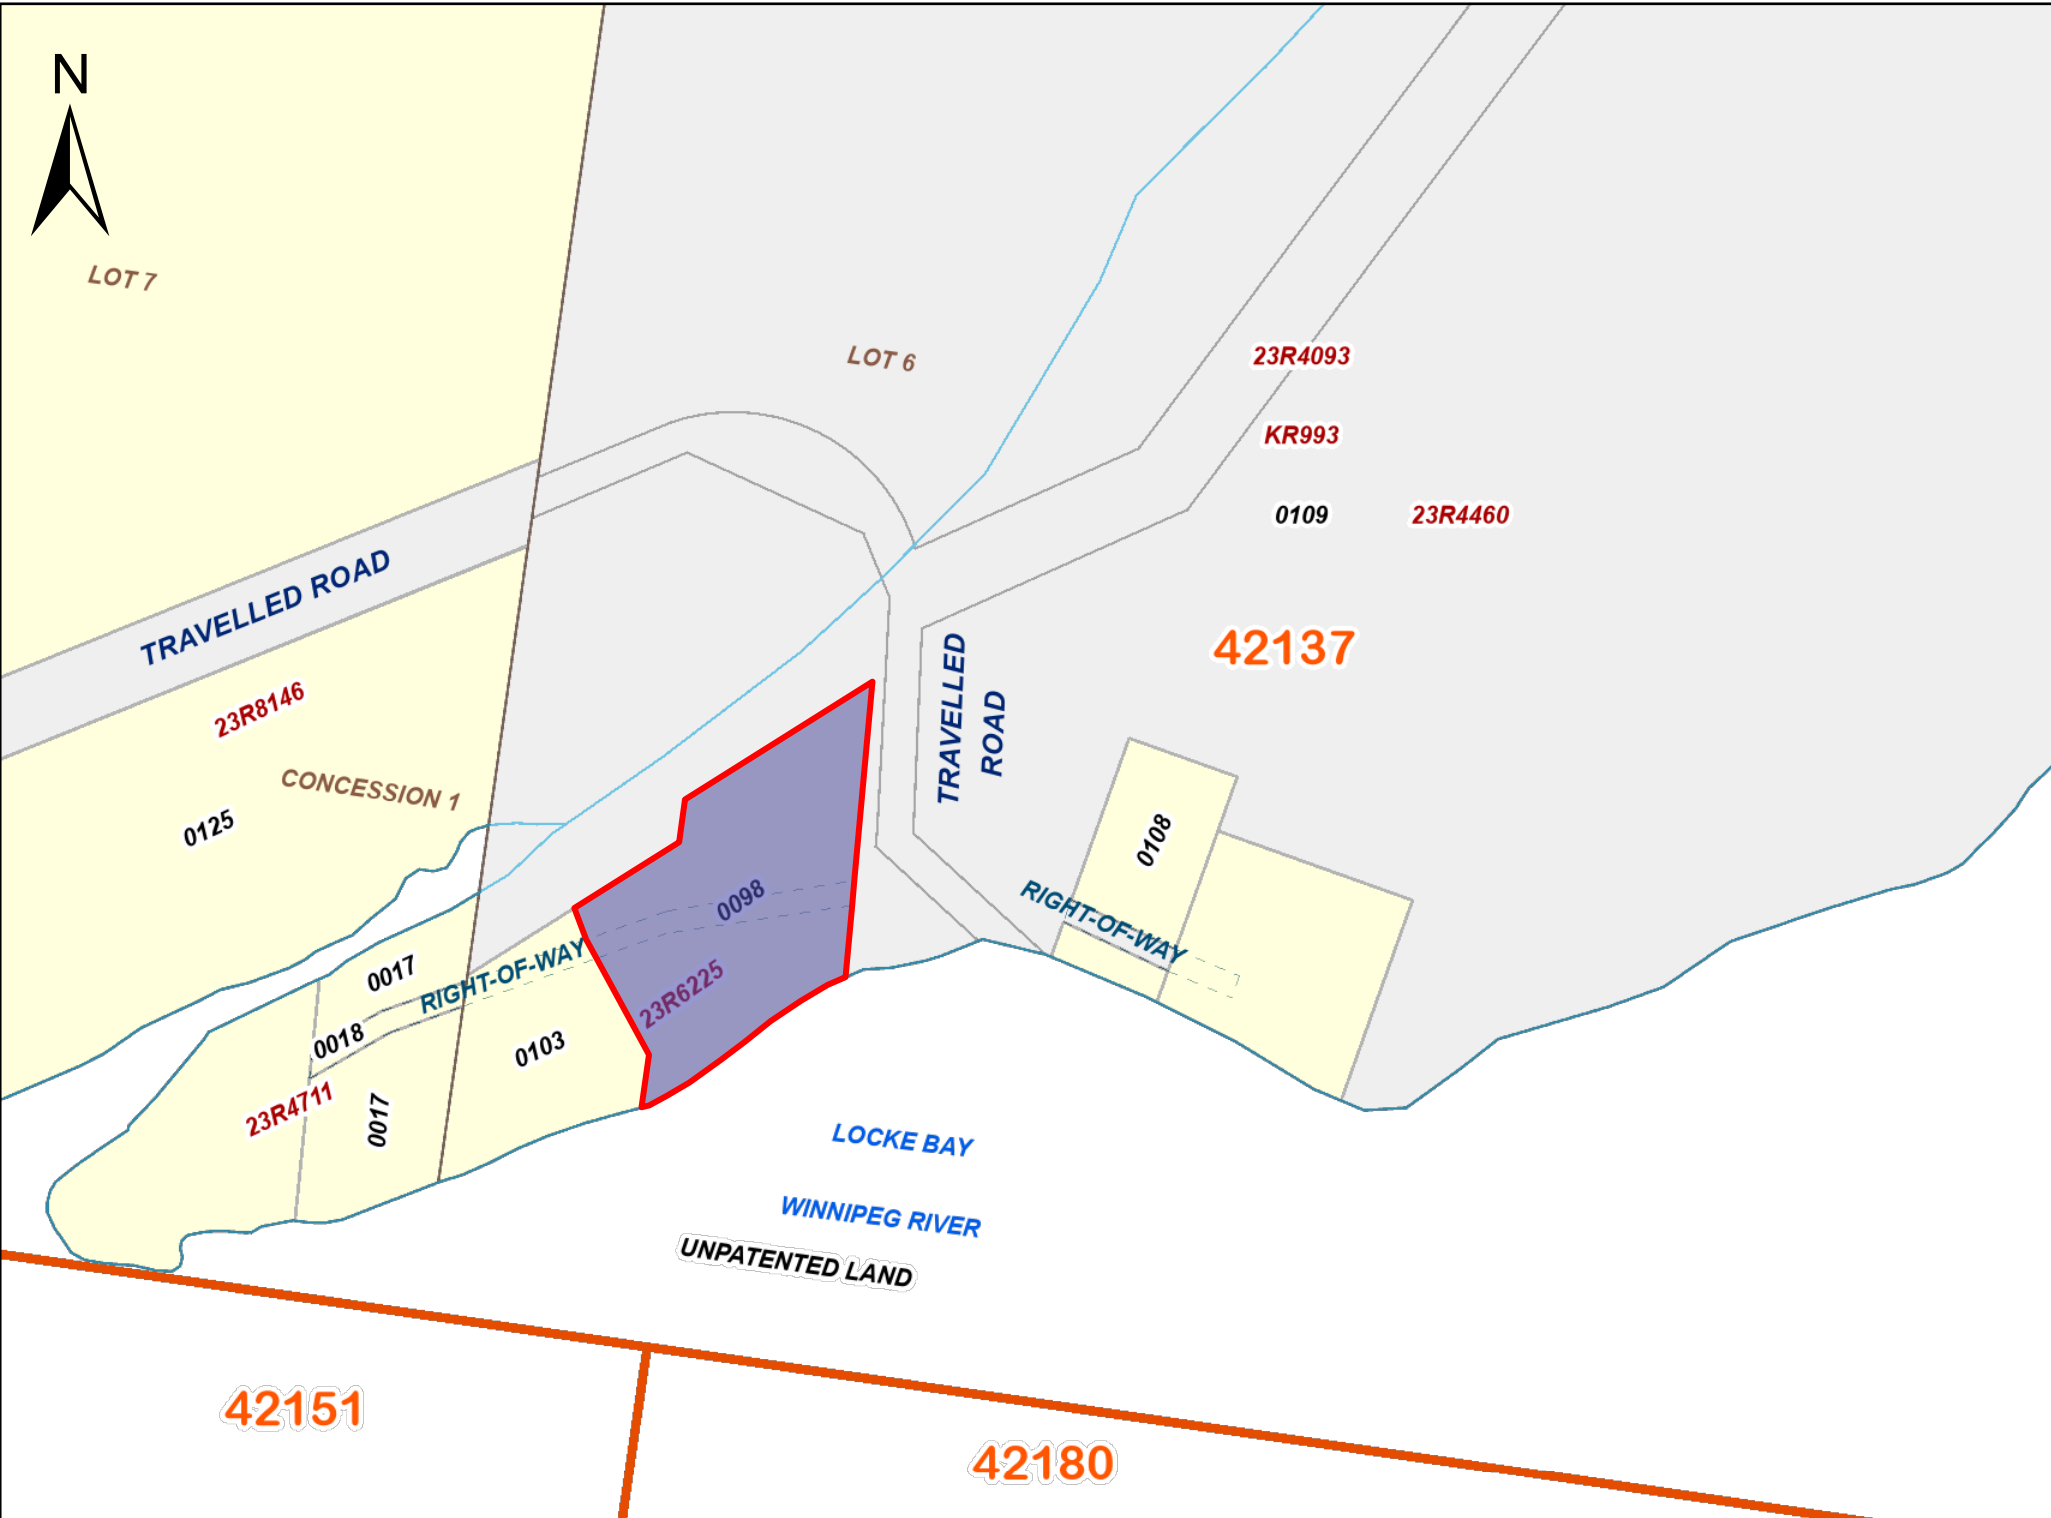 N
LOT 7
LOT 6
23R4093
KR993
0109
23R4460
TRAVELLED ROAD
42137
TRAVELLED
ROAD
23R8146
CONCESSION 1
0125
0108
0098
RIGHT-OF-WAY
RIGHT-OF-WAY
0017
23R6225
0018
0103
23R4711
0017
LOCKE BAY
WINNIPEG RIVER
UNPATENTED LAND
42151
42180